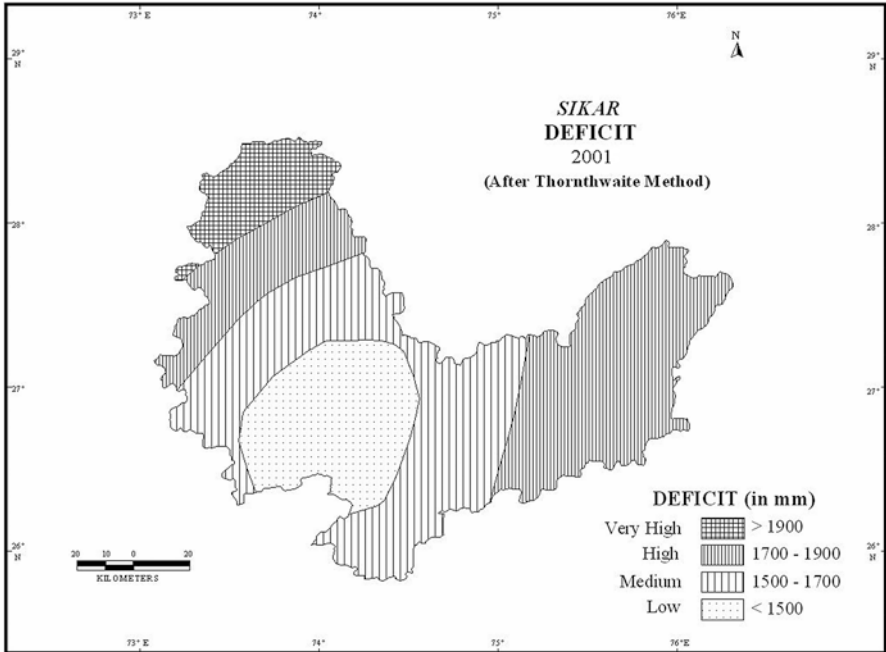 73° E 74° 75° 76° E
29°
N
29°
N
N
SIKAR
DEFICIT
2001
(After Thornthwaite Method)
28° 28°
27° 27°
26°
N
26°
N
DEFICIT (in mm)
Very High > 1900
High 1700 - 1900
Medium 1500 - 1700
Low < 1500
20 10 0 20
KILOMETERS
73° E 74° 75° 76° E